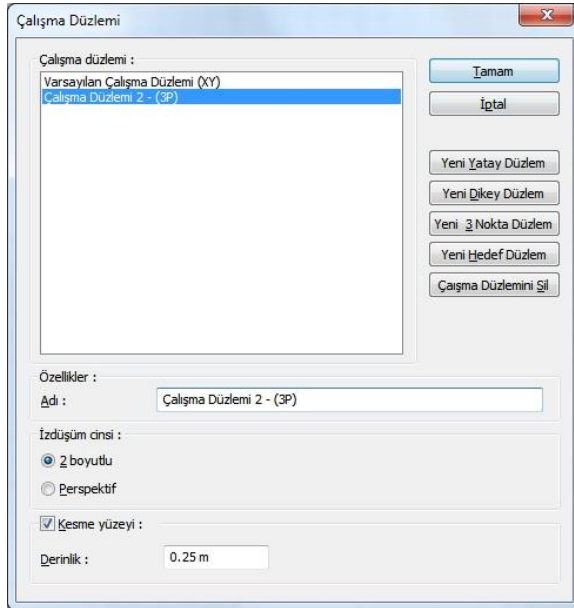 Çalışma Düzlemi
Çalışma düzlemi :
Varsayılan Çalışma Düzlemi (XY)
Çalışma Düzlemi 2 - (3P)
Tamam
İptal
Yeni Yatay Düzlem
Yeni Dikey Düzlem
Yeni 3 Nokta Düzlem
Yeni Hedef Düzlem
Çaışma Düzlemini Sil
Özellikler :
Adı : Çalışma Düzlemi 2 - (3P)
İzdüşüm cinsi :
2 boyutlu
Perspektif
Kesme yüzeyi :
Derinlik : 0.25 m